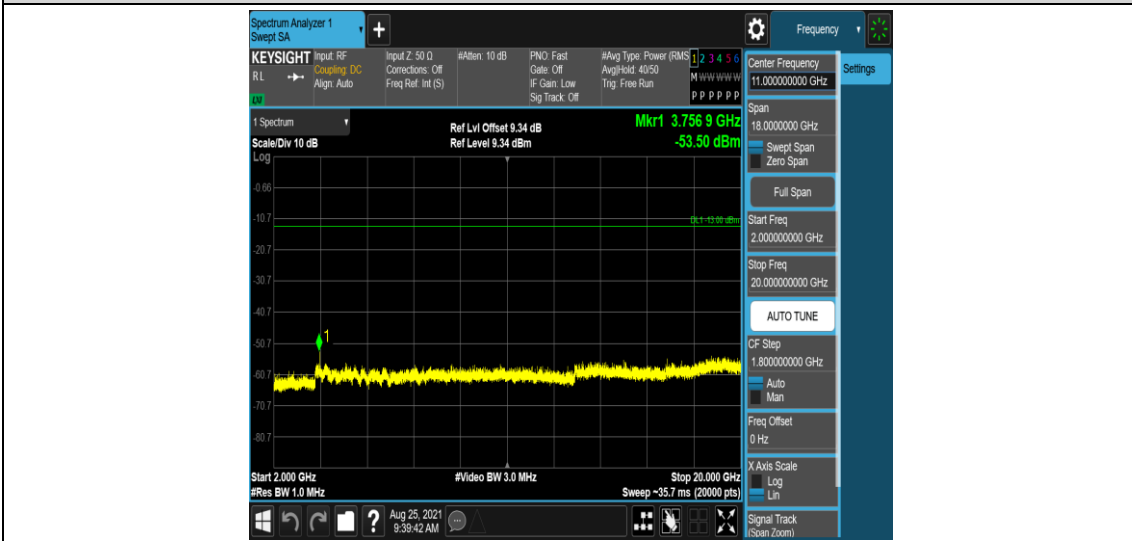 Spectrum Analyzer 1
Swept SA
+
Frequency
KEYSIGHT
RL
LXI
Input: RF
Coupling: DC
Align: Auto
Input Z: 50 Ω
Corrections: Off
Freq Ref: Int (S)
#Atten: 10 dB
PNO: Fast
Gate: Off
IF Gain: Low
Sig Track: Off
#Avg Type: Power (RMS
Avg|Hold: 40/50
Trig: Free Run
1 2 3 4 5 6
M W W W W W
P P P P P P
Center Frequency
11.000000000 GHz
Settings
Span
18.0000000 GHz
Swept Span
Zero Span
Full Span
Start Freq
2.000000000 GHz
Stop Freq
20.000000000 GHz
AUTO TUNE
CF Step
1.800000000 GHz
Auto
Man
Freq Offset
0 Hz
X Axis Scale
Log
Lin
Signal Track
(Span Zoom)
1 Spectrum
Scale/Div 10 dB
Log
Ref Lvl Offset 9.34 dB
Ref Level 9.34 dBm
Mkr1 3.756 9 GHz
-53.50 dBm
-0.66
-10.7
DL1 -13.00 dBm
-20.7
-30.7
-40.7
-50.7
1
-60.7
-70.7
-80.7
Start 2.000 GHz
#Video BW 3.0 MHz
Stop 20.000 GHz
#Res BW 1.0 MHz
Sweep ~35.7 ms (20000 pts)
?
Aug 25, 2021
9:39:42 AM